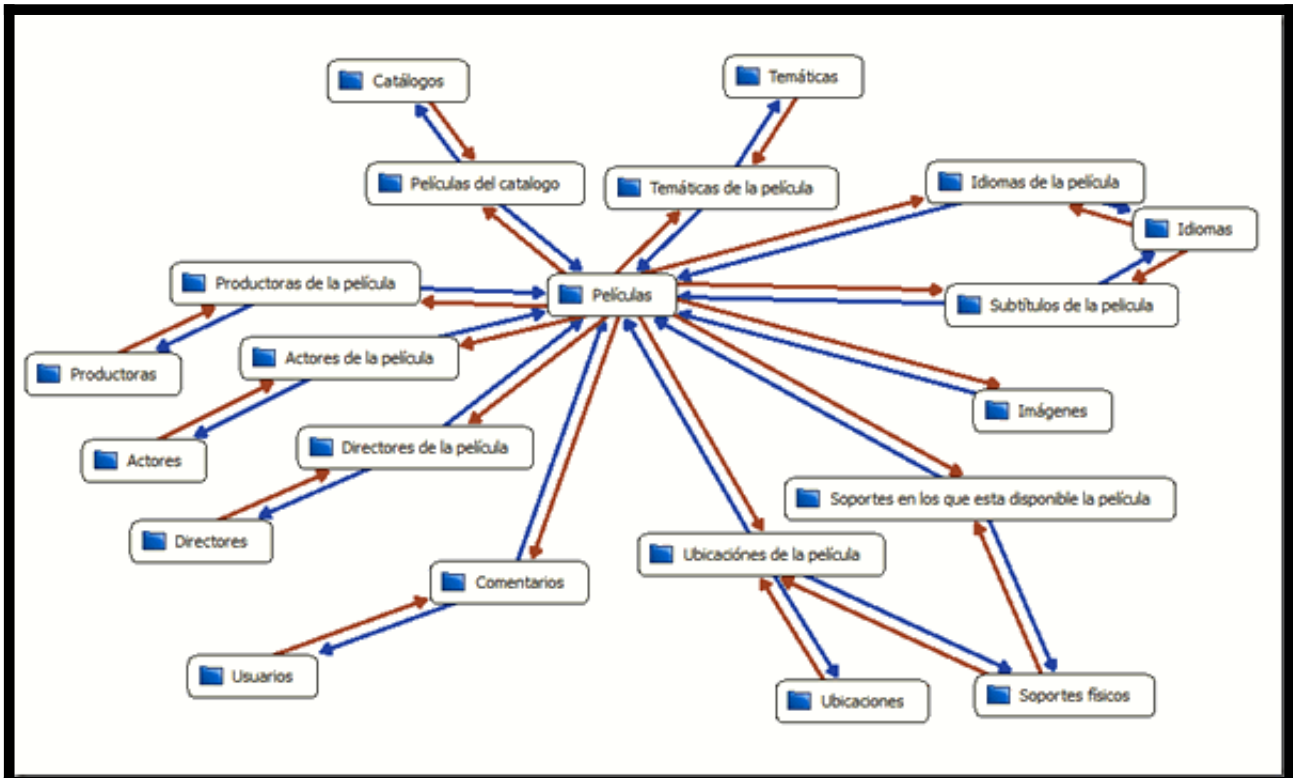 Catálogos
Temáticas
Películas del catalogo
Temáticas de la película
Idiomas de la película
Idiomas
Productoras de la película
Películas
Subtítulos de la pelicula
Actores de la película
Productoras
Imágenes
Directores de la película
Actores
Soportes en los que esta disponible la película
Directores
Ubicaciónes de la película
Comentarios
Usuarios
Ubicaciones
Soportes físicos